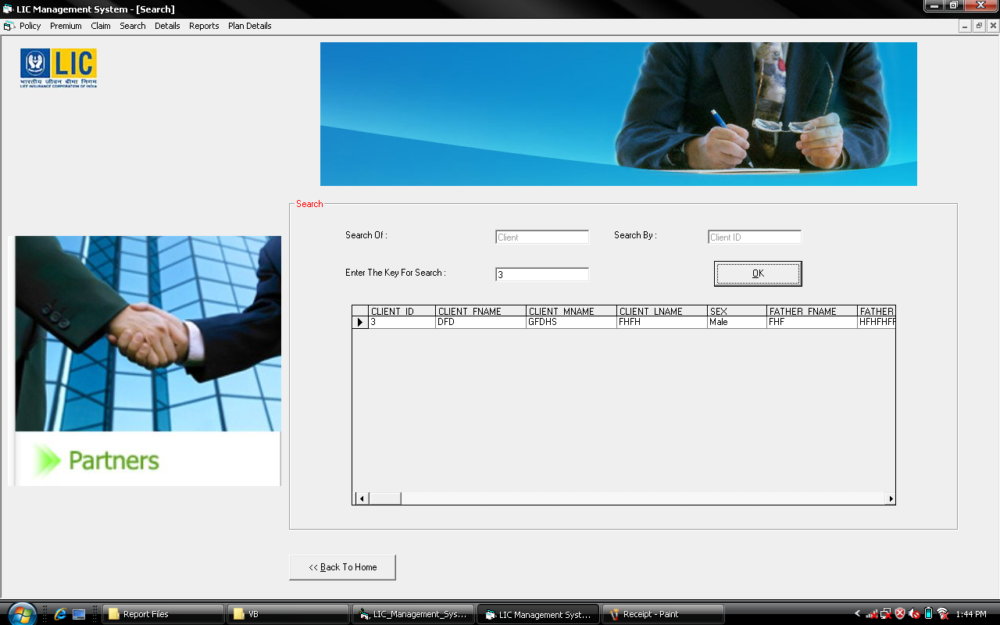 LIC Management System - [Search]
Policy Premium Claim Search Details Reports Plan Details
LIC
भारतीय जीवन बीमा निगम
LIFE INSURANCE CORPORATION OF INDIA
Search
Search Of : Client Search By : Client ID
Enter The Key For Search : 3 OK
CLIENT_ID CLIENT_FNAME CLIENT_MNAME CLIENT_LNAME SEX FATHER_FNAME FATHER
3 DFD GFDHS FHFH Male FHF HFHFHFF
Partners
<< Back To Home
Report Files VB LIC_Management_Sys... LIC Management Syst... Receipt - Paint < 1:44 PM